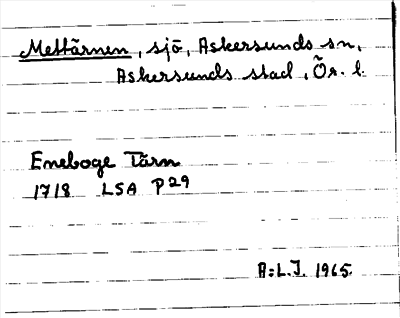 Mettärnen, sjö, Askersunds sn,
Askersunds stad, Ör. l.
Eneboge Tärn
1718 LSA P29
A:L.J. 1965.